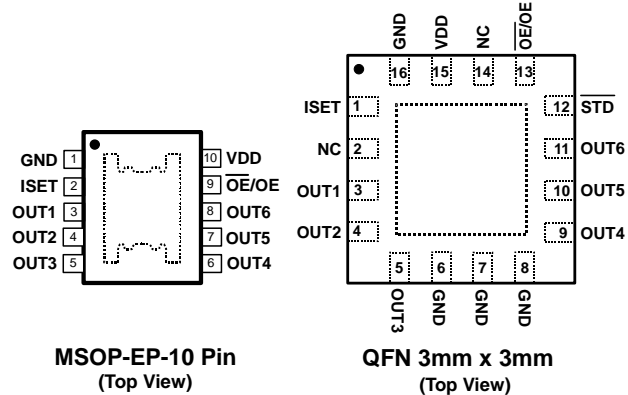 GND 1
ISET 2
OUT1 3
OUT2 4
OUT3 5
10 VDD
9 OE/OE
8 OUT6
7 OUT5
6 OUT4
MSOP-EP-10 Pin
(Top View)
GND
VDD
NC
OE/OE
16
15
14
13
ISET 1
NC 2
OUT1 3
OUT2 4
12 STD
11 OUT6
10 OUT5
9 OUT4
5
6
7
8
OUT3
GND
GND
GND
QFN 3mm x 3mm
(Top View)